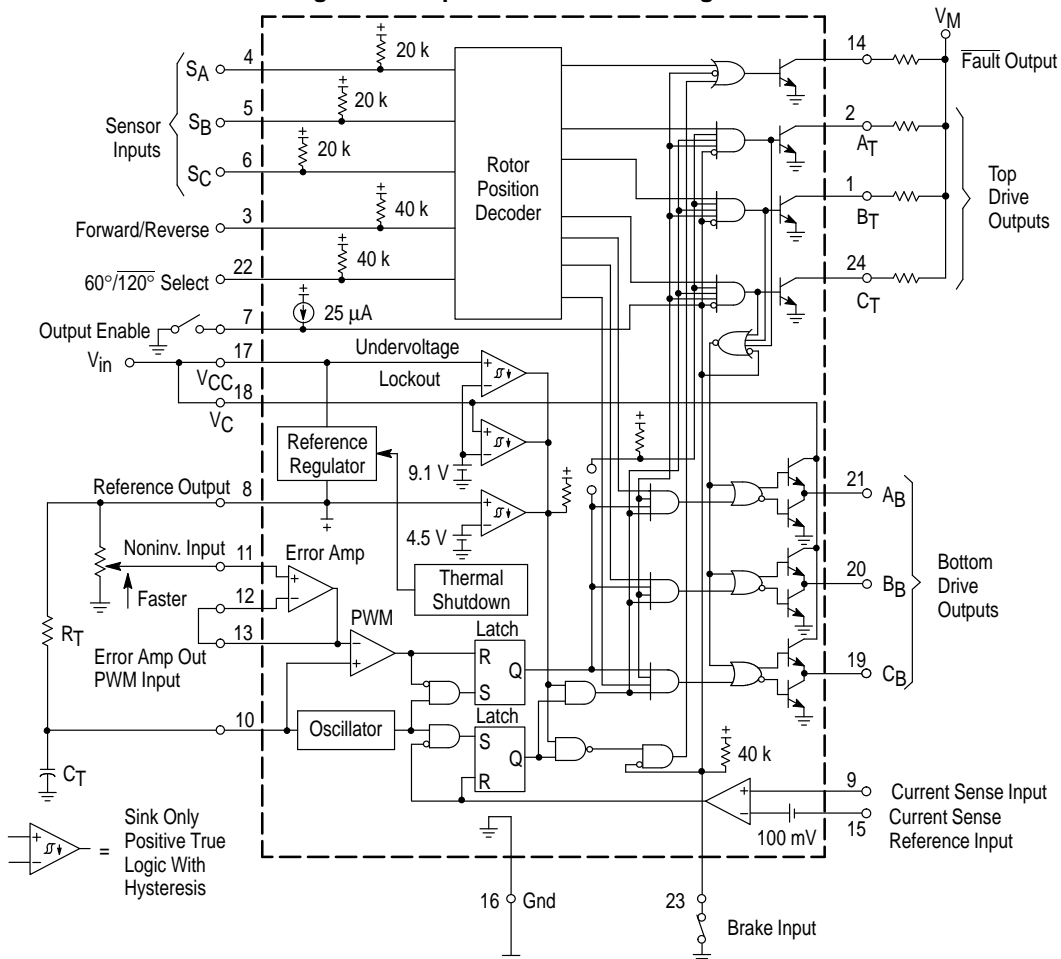 4
S_A
20 k
5
S_B
20 k
Sensor
Inputs
6
S_C
20 k
Rotor
Position
Decoder
3
Forward/Reverse
40 k
22
60°/120° Select
40 k
7
Output Enable
25 µA
V_in
17
V_CC
18
V_C
Undervoltage
Lockout
Reference
Regulator
9.1 V
Reference Output
8
4.5 V
Noninv. Input
11
Error Amp
Faster
12
13
R_T
Error Amp Out
PWM Input
PWM
Thermal
Shutdown
Latch
R
Q
S
10
Oscillator
Latch
S
Q
R
C_T
+
−
=
Sink Only
Positive True
Logic With
Hysteresis
16
Gnd
23
Brake Input
40 k
9
Current Sense Input
100 mV
15
Current Sense
Reference Input
V_M
14
Fault Output
2
A_T
1
B_T
24
C_T
Top
Drive
Outputs
21
A_B
20
B_B
19
C_B
Bottom
Drive
Outputs